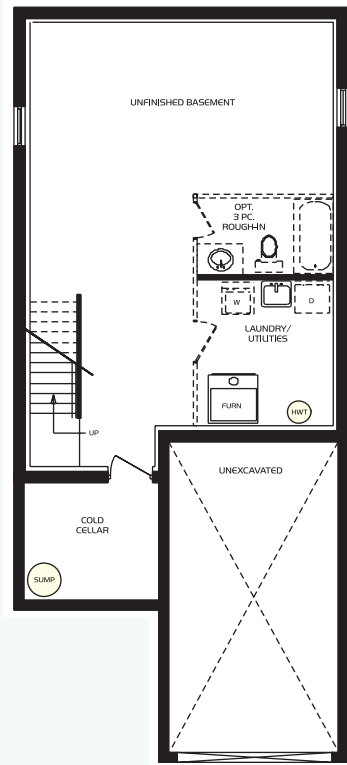 UNFINISHED BASEMENT
OPT.
3 PC.
ROUGH-IN
W
D
LAUNDRY/
UTILITIES
FURN
HWT
UP
UNEXCAVATED
COLD
CELLAR
SUMP